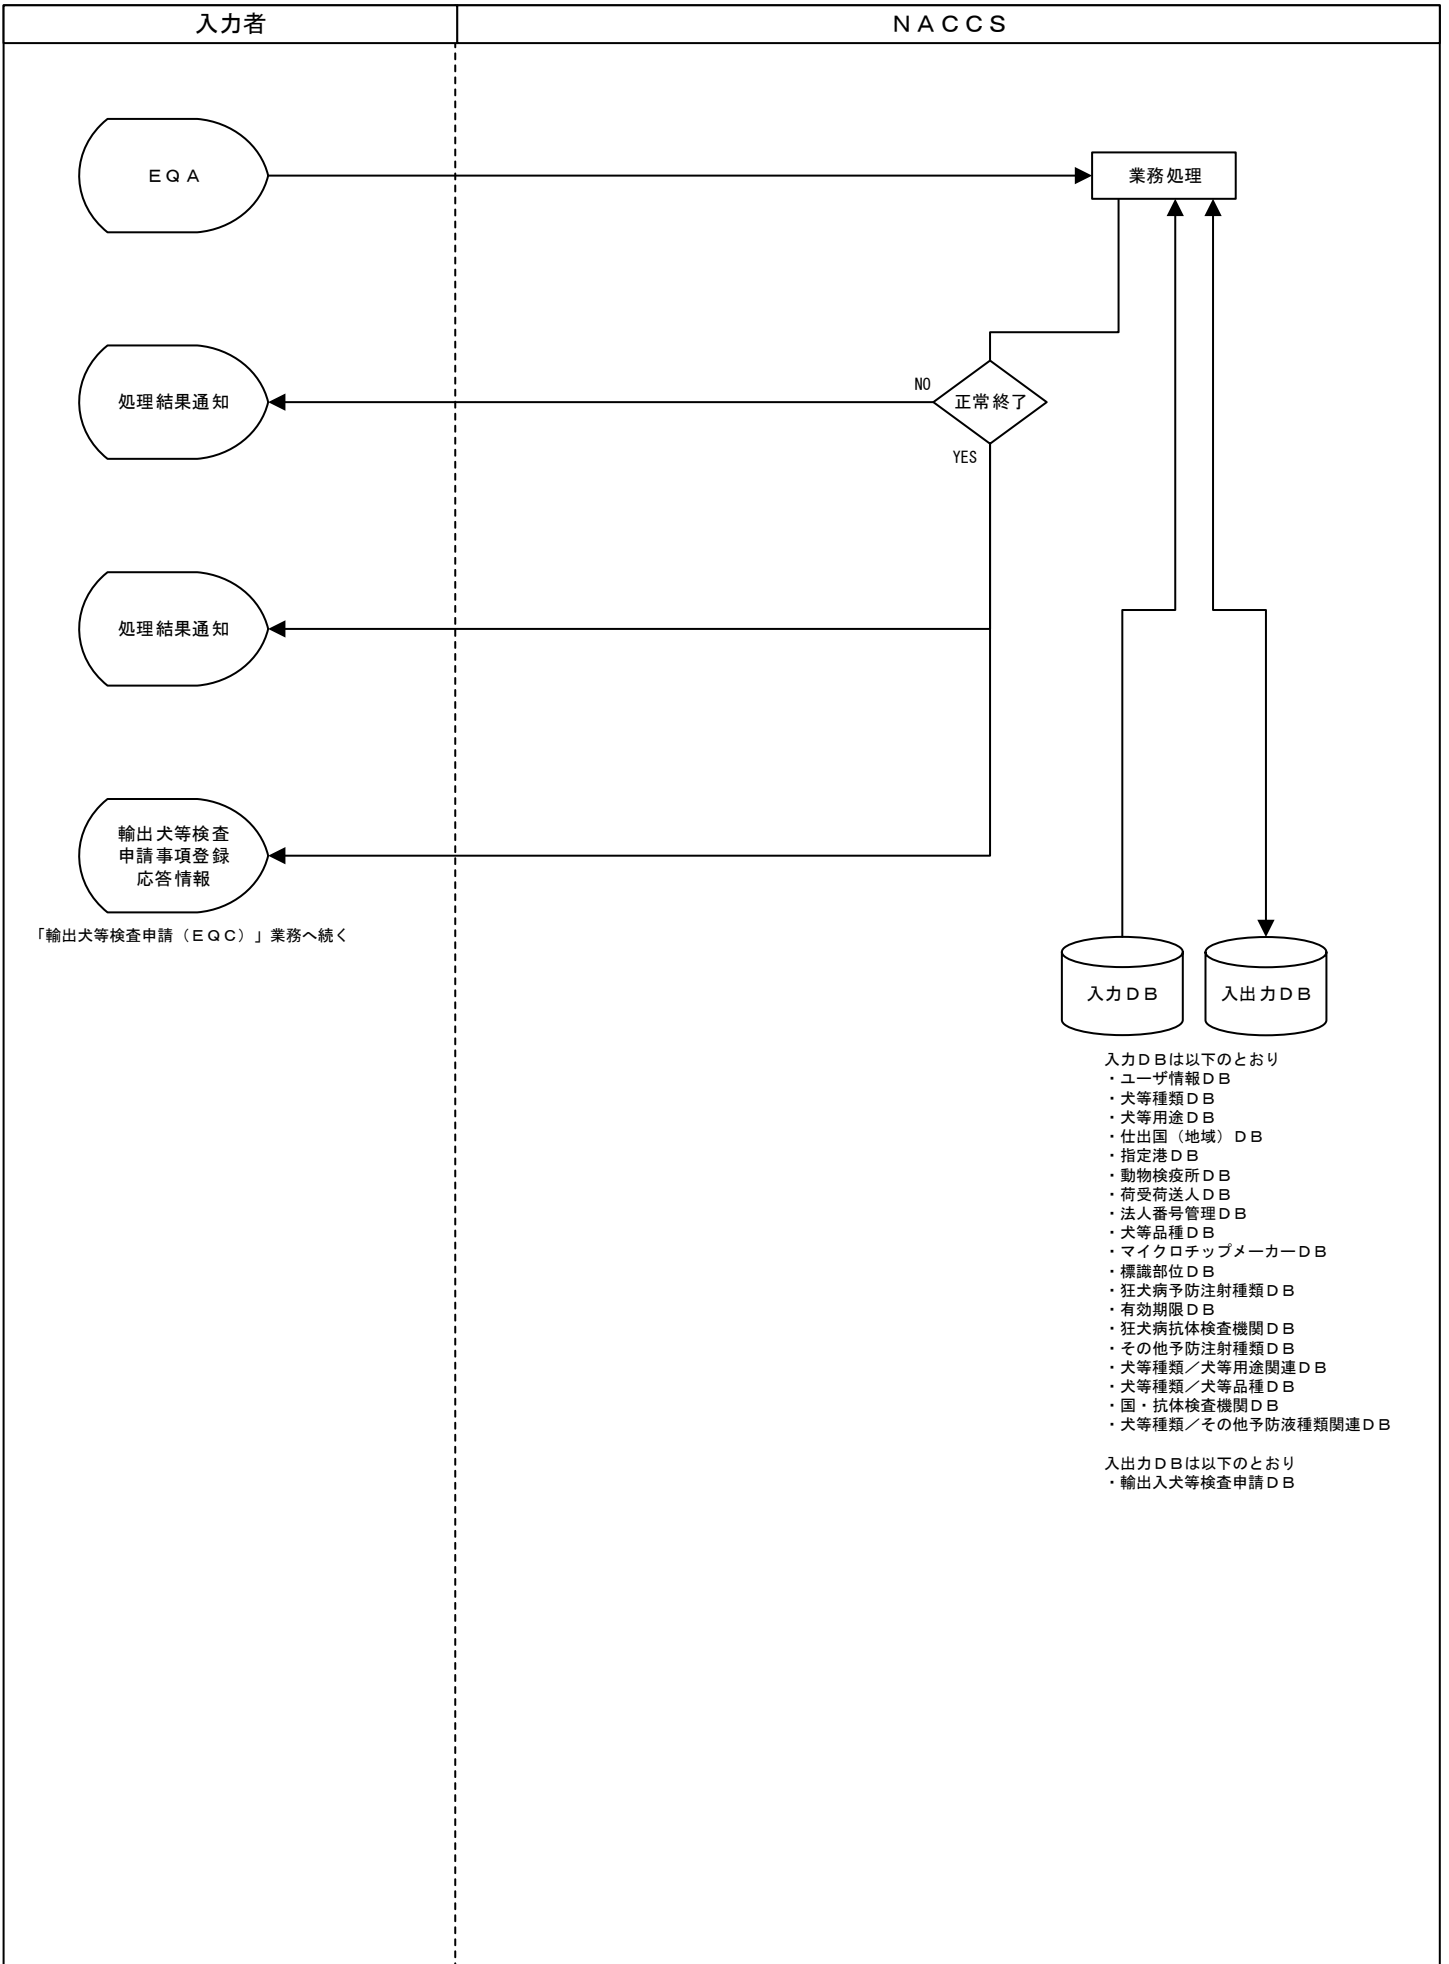 入力者
ＮＡＣＣＳ
ＥＱＡ
業務処理
処理結果通知
NO
正常終了
YES
処理結果通知
輸出犬等検査
申請事項登録
応答情報
「輸出犬等検査申請（ＥＱＣ）」業務へ続く
入力ＤＢ
入出力ＤＢ
入力ＤＢは以下のとおり
・ユーザ情報ＤＢ
・犬等種類ＤＢ
・犬等用途ＤＢ
・仕出国（地域）ＤＢ
・指定港ＤＢ
・動物検疫所ＤＢ
・荷受荷送人ＤＢ
・法人番号管理ＤＢ
・犬等品種ＤＢ
・マイクロチップメーカーＤＢ
・標識部位ＤＢ
・狂犬病予防注射種類ＤＢ
・有効期限ＤＢ
・狂犬病抗体検査機関ＤＢ
・その他予防注射種類ＤＢ
・犬等種類／犬等用途関連ＤＢ
・犬等種類／犬等品種ＤＢ
・国・抗体検査機関ＤＢ
・犬等種類／その他予防液種類関連ＤＢ
入出力ＤＢは以下のとおり
・輸出入犬等検査申請ＤＢ